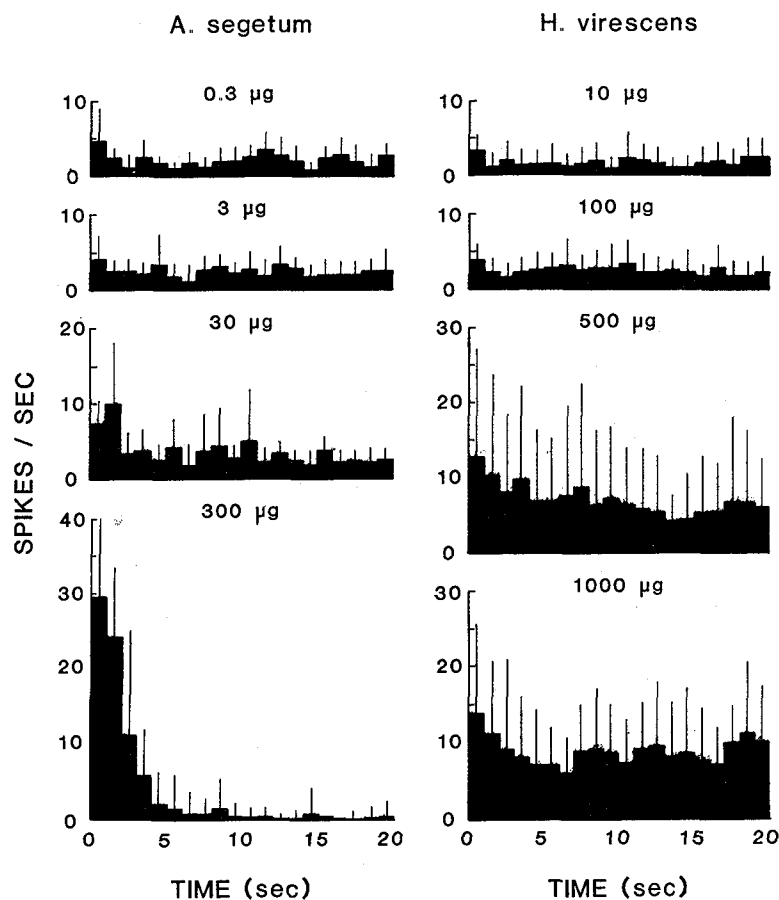 A. segetum
H. virescens
0.3 µg
10
0
3 µg
10
0
30 µg
20
10
0
300 µg
40
30
20
10
0
0 5 10 15 20
TIME (sec)
SPIKES / SEC
10 µg
10
0
100 µg
10
0
500 µg
30
20
10
0
1000 µg
30
20
10
0
0 5 10 15 20
TIME (sec)